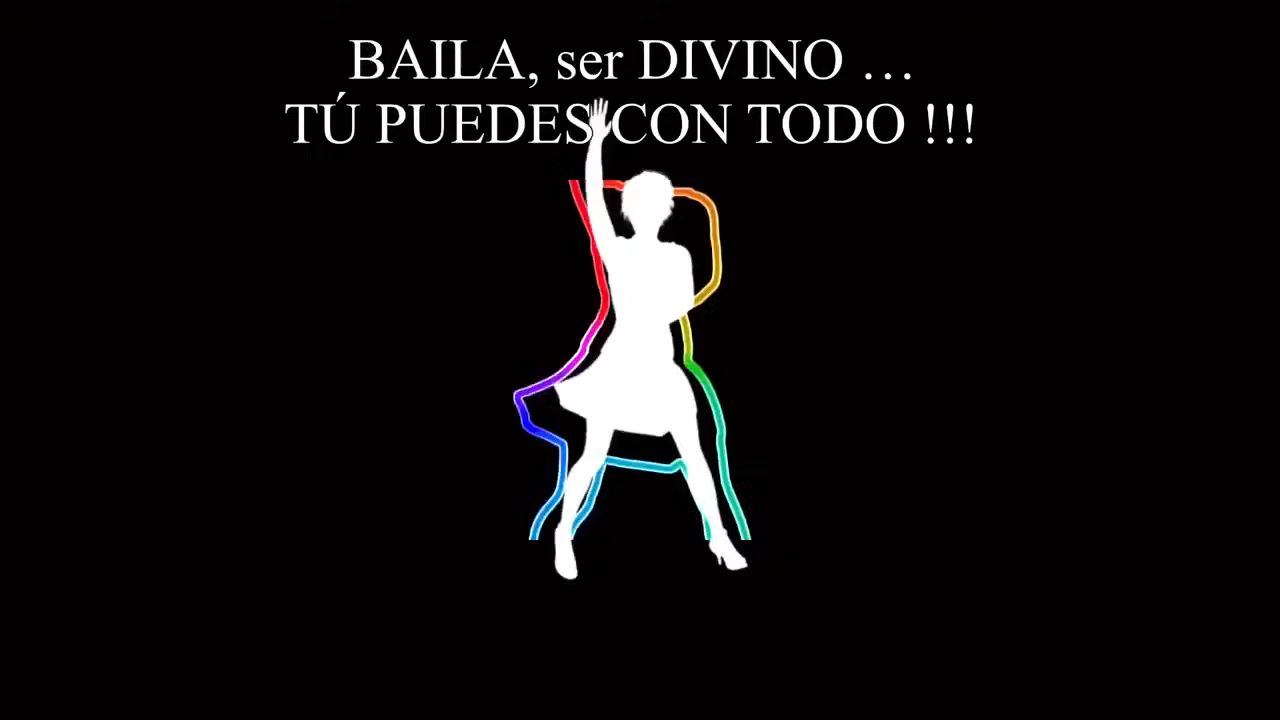 BAILA, ser DIVINO …
TÚ PUEDES CON TODO !!!